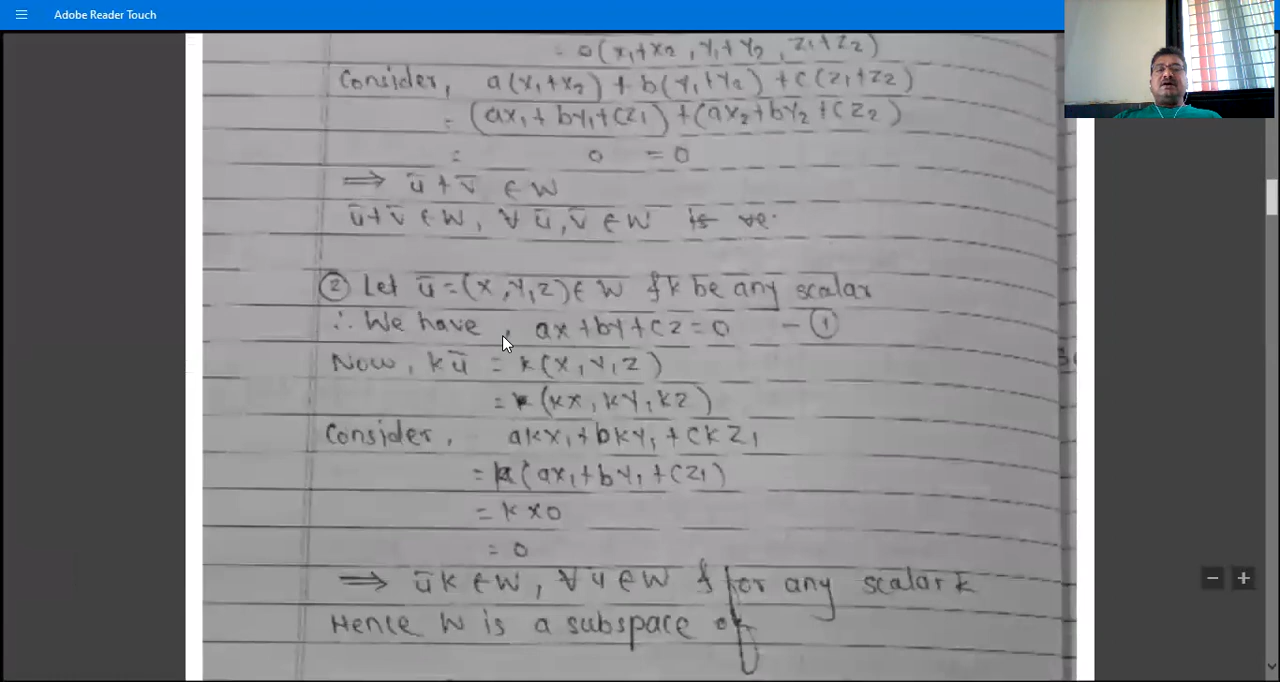 Adobe Reader Touch
= 0(x₁+x₂, y₁+y₂, z₁+z₂)
Consider, a(x₁+x₂) + b(y₁+y₂) + c(z₁+z₂)
= (ax₁+by₁+cz₁)+(ax₂+by₂+cz₂)
= 0 = 0
⟹ ū+v̄ ∈ W
ū+v̄ ∈ W, ∀ ū,v̄ ∈ W is ve.
② Let ū=(x,y,z)∈ W & k be any scalar
∴ We have, ax+by+cz=0 - ①
Now, kū = k(x,y,z)
= k(kx,ky,kz)
Consider, akx₁+bky₁+ckz₁
= k(ax₁+by₁+cz₁)
= k×0
= 0
⟹ ūk∈W, ∀ ū∈W & for any scalar k
Hence W is a subspace of